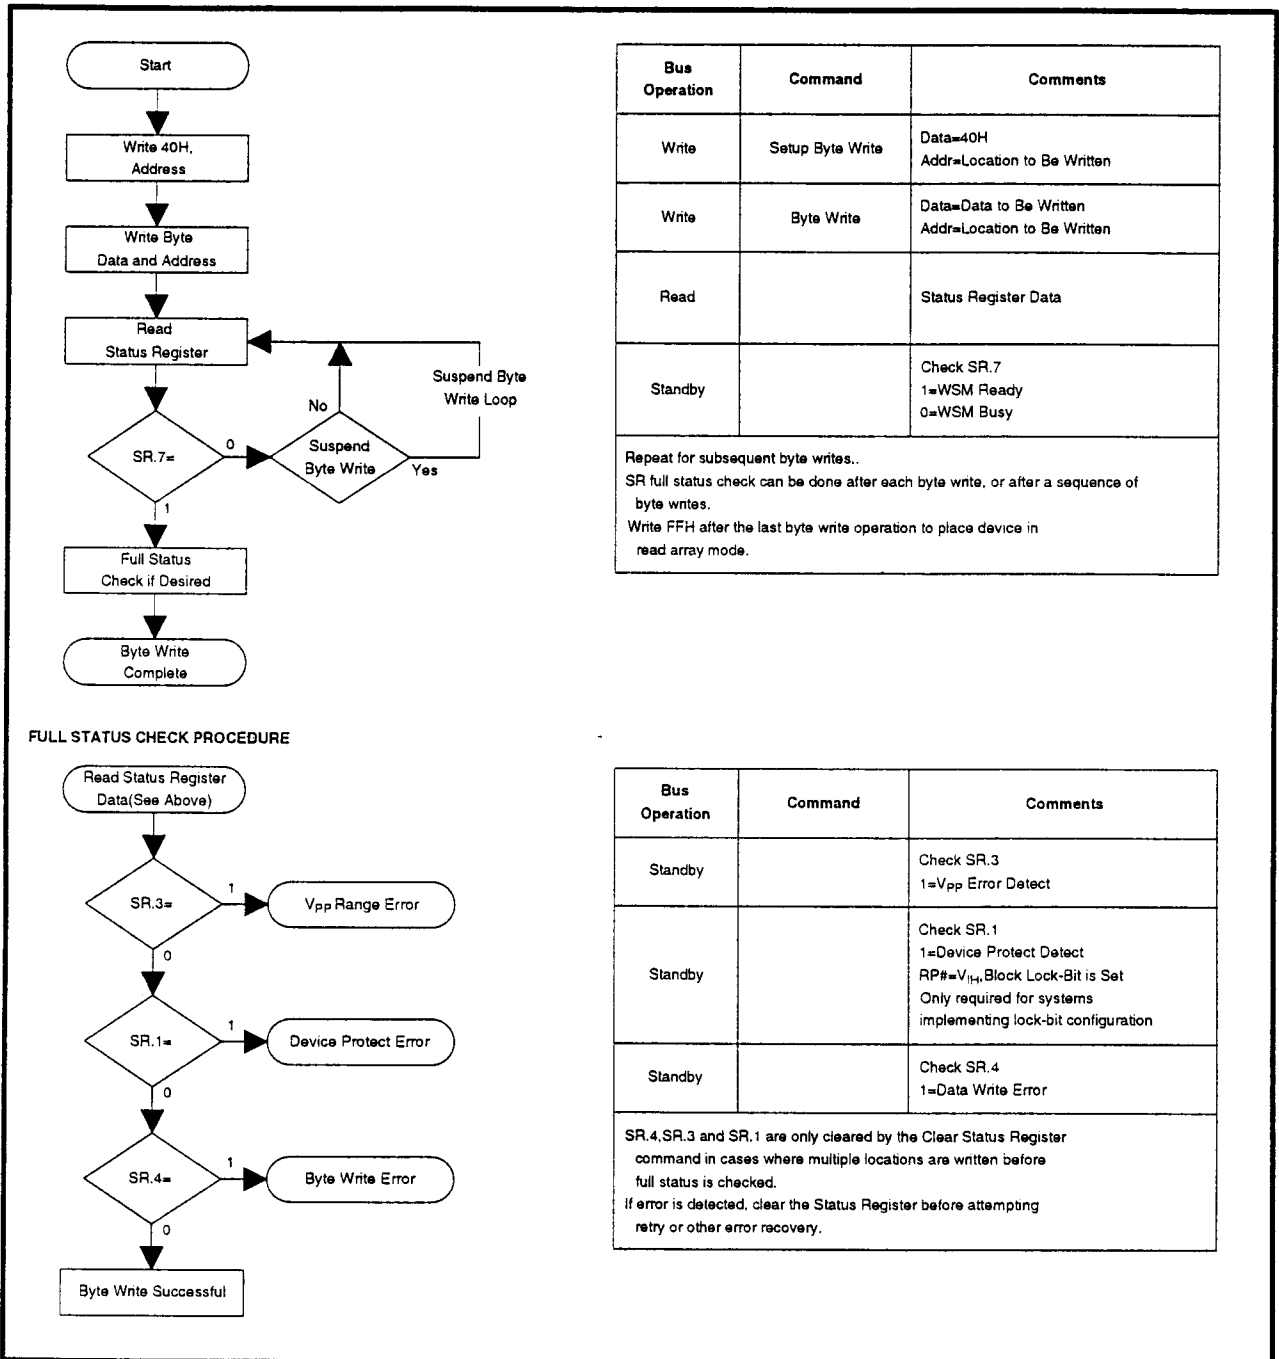 Start
Write 40H,
Address
Write Byte
Data and Address
Read
Status Register
SR.7=
0
1
No
Suspend
Byte Write
Yes
Suspend Byte
Write Loop
Full Status
Check if Desired
Byte Write
Complete
Bus
Operation
Command
Comments
Write
Setup Byte Write
Data=40H
Addr=Location to Be Written
Write
Byte Write
Data=Data to Be Written
Addr=Location to Be Written
Read
Status Register Data
Standby
Check SR.7
1=WSM Ready
0=WSM Busy
Repeat for subsequent byte writes..
SR full status check can be done after each byte write, or after a sequence of
byte writes.
Write FFH after the last byte write operation to place device in
read array mode.
FULL STATUS CHECK PROCEDURE
Read Status Register
Data(See Above)
SR.3=
1
VPP Range Error
0
SR.1=
1
Device Protect Error
0
SR.4=
1
Byte Write Error
0
Byte Write Successful
Bus
Operation
Command
Comments
Standby
Check SR.3
1=VPP Error Detect
Standby
Check SR.1
1=Device Protect Detect
RP#=VIH,Block Lock-Bit is Set
Only required for systems
implementing lock-bit configuration
Standby
Check SR.4
1=Data Write Error
SR.4,SR.3 and SR.1 are only cleared by the Clear Status Register
command in cases where multiple locations are written before
full status is checked.
If error is detected, clear the Status Register before attempting
retry or other error recovery.